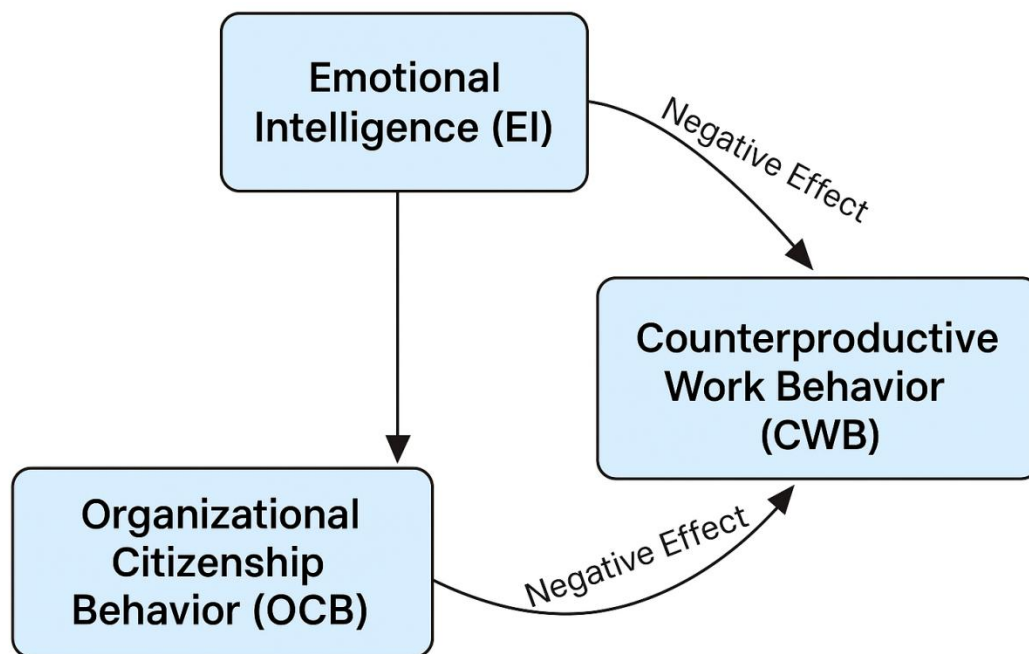 Emotional
Intelligence (EI)
Negative Effect
Counterproductive
Work Behavior
(CWB)
Organizational
Citizenship
Behavior (OCB)
Negative Effect